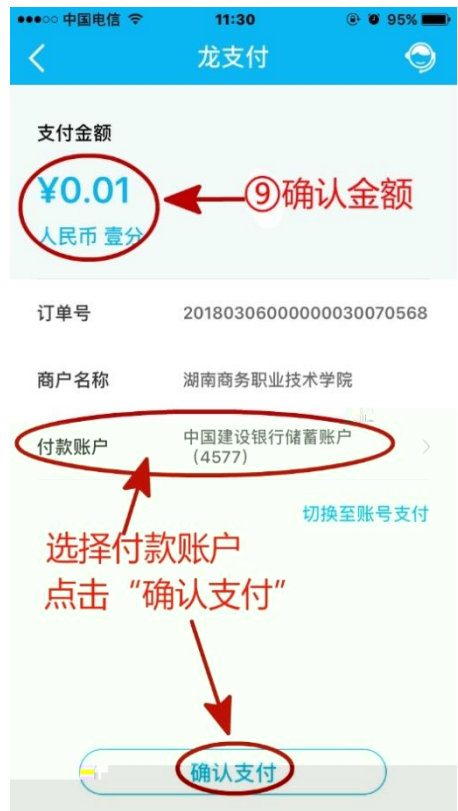 中国电信 11:30 95%
龙支付
支付金额
¥0.01
⑨确认金额
人民币 壹分
订单号 20180306000000030070568
商户名称 湖南商务职业技术学院
付款账户 中国建设银行储蓄账户
(4577)
切换至账号支付
选择付款账户
点击“确认支付”
确认支付